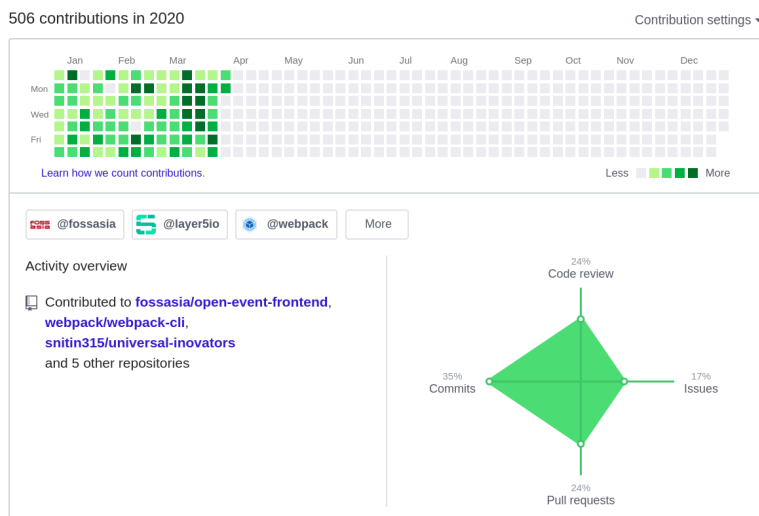 506 contributions in 2020
Contribution settings
Jan Feb Mar Apr May Jun Jul Aug Sep Oct Nov Dec
Mon
Wed
Fri
Learn how we count contributions.
Less More
FOSS ASIA @fossasia @layer5io @webpack More
Activity overview
Contributed to fossasia/open-event-frontend,
webpack/webpack-cli,
snitin315/universal-inovators
and 5 other repositories
24%
Code review
35%
Commits
17%
Issues
24%
Pull requests